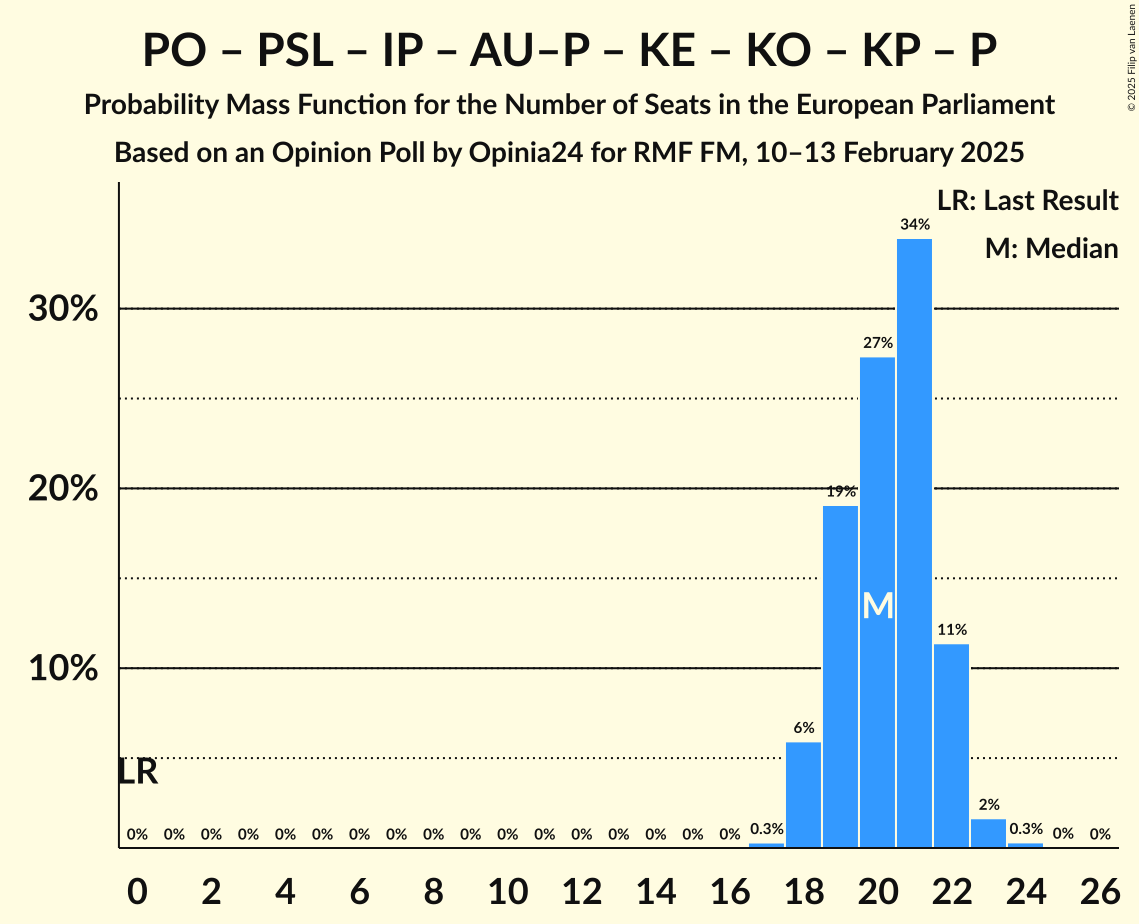 PO – PSL – IP – AU–P – KE – KO – KP – P
Probability Mass Function for the Number of Seats in the European Parliament
Based on an Opinion Poll by Opinia24 for RMF FM, 10–13 February 2025
© 2025 Filip van Laenen
LR: Last Result
M: Median
34%
30%
27%
20%
19%
M
11%
10%
6%
LR
2%
0% 0% 0% 0% 0% 0% 0% 0% 0% 0% 0% 0% 0% 0% 0% 0% 0% 0.3% 0.3% 0% 0%
0 2 4 6 8 10 12 14 16 18 20 22 24 26